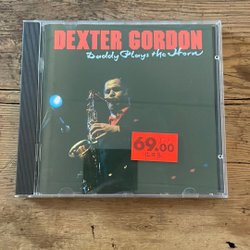 DEXTER GORDON
Daddy Plays the Horn
69.00